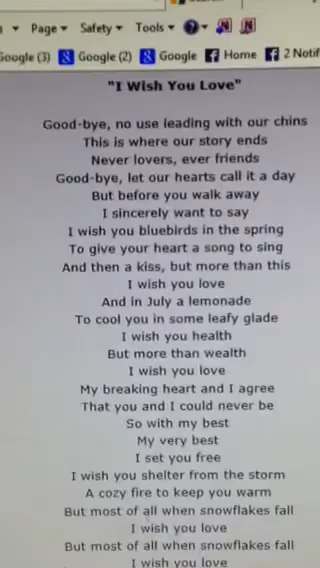 Page Safety Tools
Google (3) Google (2) Google Home 2 Notif
"I Wish You Love"
Good-bye, no use leading with our chins
This is where our story ends
Never lovers, ever friends
Good-bye, let our hearts call it a day
But before you walk away
I sincerely want to say
I wish you bluebirds in the spring
To give your heart a song to sing
And then a kiss, but more than this
I wish you love
And in July a lemonade
To cool you in some leafy glade
I wish you health
But more than wealth
I wish you love
My breaking heart and I agree
That you and I could never be
So with my best
My very best
I set you free
I wish you shelter from the storm
A cozy fire to keep you warm
But most of all when snowflakes fall
I wish you love
But most of all when snowflakes fall
I wish you love